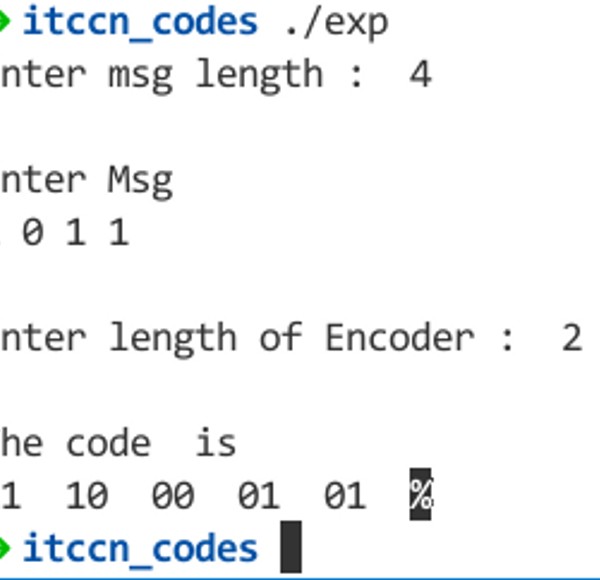 itccn_codes ./exp
nter msg length : 4
nter Msg
0 1 1
nter length of Encoder : 2
he code is
1 10 00 01 01 %
itccn_codes